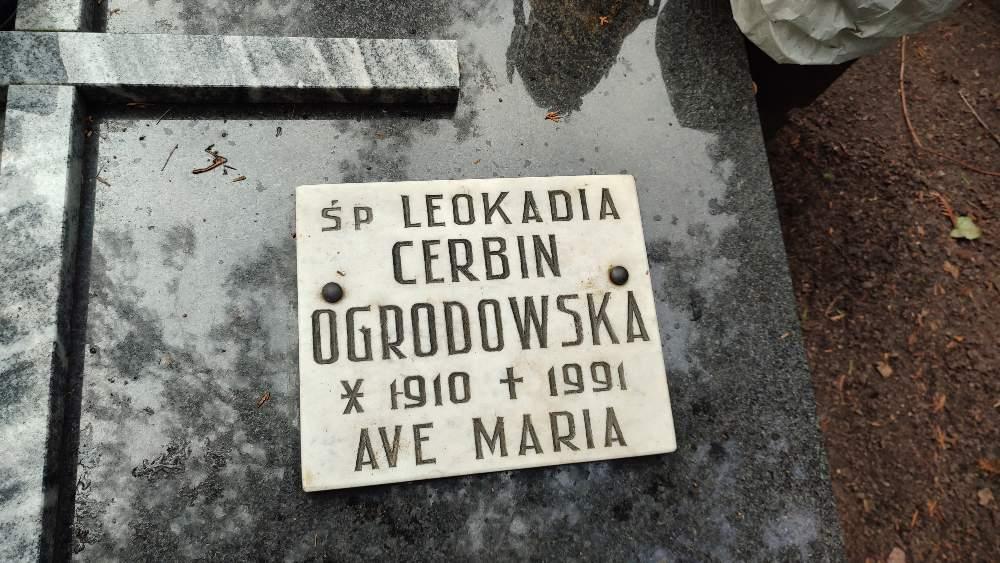 ŚP LEOKADIA
CERBIN
OGRODOWSKA
* 1910 † 1991
AVE MARIA